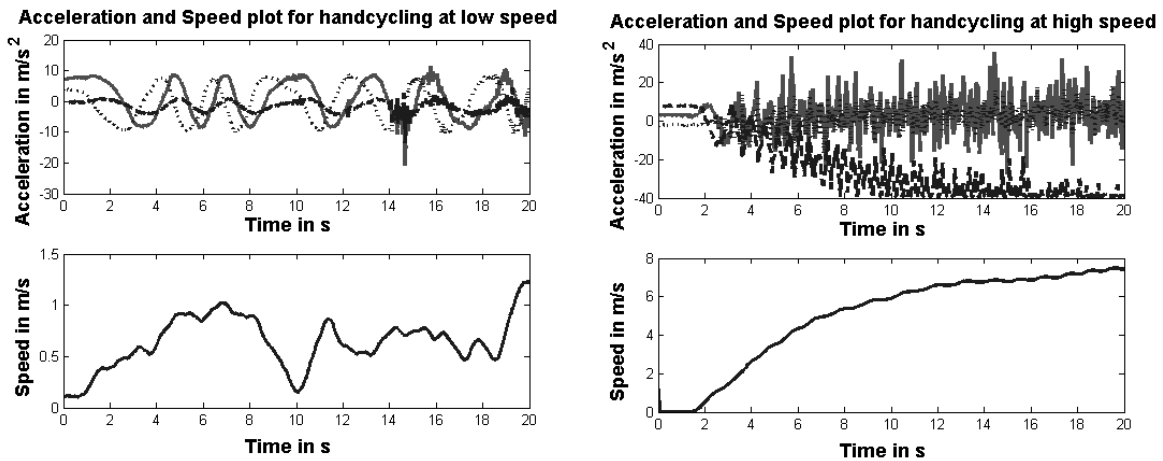 Acceleration and Speed plot for handcycling at low speed
Acceleration in m/s²
20
10
0
-10
-20
-30
0 2 4 6 8 10 12 14 16 18 20
Time in s
Speed in m/s
1.5
1
0.5
0
0 2 4 6 8 10 12 14 16 18 20
Time in s
Acceleration and Speed plot for handcycling at high speed
Acceleration in m/s²
40
20
0
-20
-40
0 2 4 6 8 10 12 14 16 18 20
Time in s
Speed in m/s
8
6
4
2
0
0 2 4 6 8 10 12 14 16 18 20
Time in s